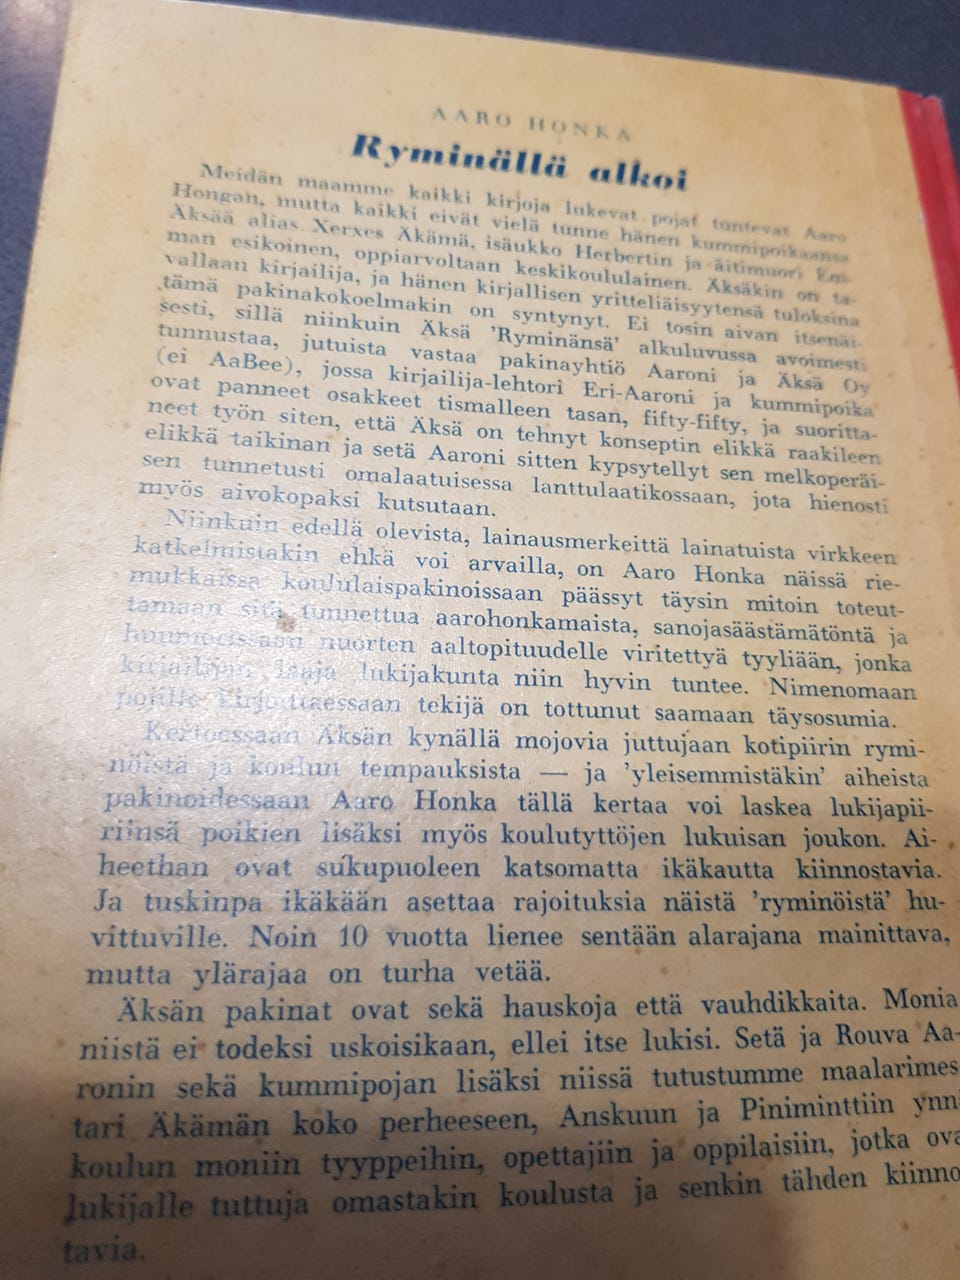 AARO HONKA
Ryminällä alkoi
Meidän maamme kaikki kirjoja lukevat pojat tuntevat Aaro
Hongan, mutta kaikki eivät vielä tunne hänen kummipoikaansa
Äksää alias Xerxes Äkämä, isäukko Herbertin ja äitimuori Em-
man esikoinen, oppiarvoltaan keskikoululainen. Äksäkin on ta-
vallaan kirjailija, ja hänen kirjallisen yritteliäisyytensä tuloksina
tämä pakinakokoelmakin on syntynyt. Ei tosin aivan itsenäi-
sesti, sillä niinkuin Äksä 'Ryminänsä' alkuluvussa avoimesti
tunnustaa, jutuista vastaa pakinayhtiö Aaroni ja Äksä Oy
(ei AaBee), jossa kirjailija-lehtori Eri-Aaroni ja kummipoika
ovat panneet osakkeet tismalleen tasan, fifty-fifty, ja suoritta-
neet työn siten, että Äksä on tehnyt konseptin elikkä raakileen
elikkä taikinan ja setä Aaroni sitten kypsytellyt sen melkoperäi-
sen tunnetusti omalaatuisessa lanttulaatikossaan, jota hienosti
myös aivokopaksi kutsutaan.
Niinkuin edellä olevista, lainausmerkeittä lainatuista virkkeen
katkelmistakin ehkä voi arvailla, on Aaro Honka näissä rie-
mukkaissa koululaispakinoissaan päässyt täysin mitoin toteut-
tamaan sitä tunnettua aarohonkamaista, sanojasäästämätöntä ja
huumorissaan nuorten aaltopituudelle viritettyä tyyliään, jonka
kirjailijan laaja lukijakunta niin hyvin tuntee. Nimenomaan
pojille kirjoittaessaan tekijä on tottunut saamaan täysosumia.
Kertoessaan Äksän kynällä mojovia juttujaan kotipiirin rymi-
nöistä ja koulun tempauksista — ja 'yleisemmistäkin' aiheista
pakinoidessaan Aaro Honka tällä kertaa voi laskea lukijapii-
riinsä poikien lisäksi myös koulutyttöjen lukuisan joukon. Ai-
heethan ovat sukupuoleen katsomatta ikäkautta kiinnostavia.
Ja tuskinpa ikäkään asettaa rajoituksia näistä 'ryminöistä' hu-
vittuville. Noin 10 vuotta lienee sentään alarajana mainittava,
mutta ylärajaa on turha vetää.
Äksän pakinat ovat sekä hauskoja että vauhdikkaita. Monia
niistä ei todeksi uskoisikaan, ellei itse lukisi. Setä ja Rouva Aa-
ronin sekä kummipojan lisäksi niissä tutustumme maalarimes
tari Äkämän koko perheeseen, Anskuun ja Piniminttiin ynn
koulun moniin tyyppeihin, opettajiin ja oppilaisiin, jotka ova
lukijalle tuttuja omastakin koulusta ja senkin tähden kiinno
tavia.